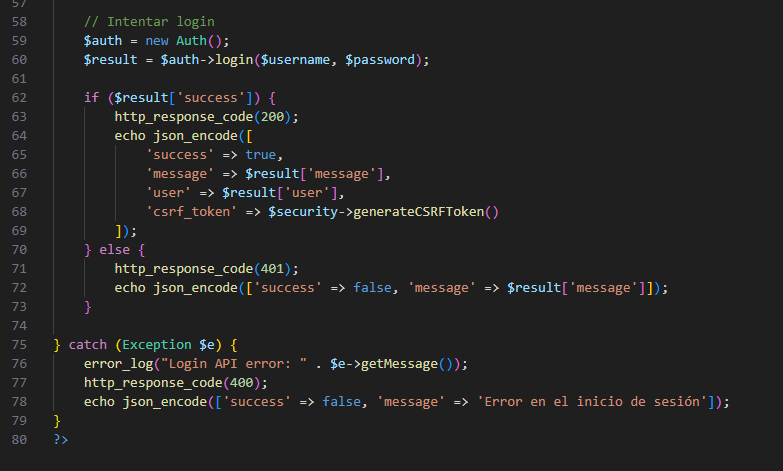 57
58 // Intentar login
59 $auth = new Auth();
60 $result = $auth->login($username, $password);
61
62 if ($result['success']) {
63 http_response_code(200);
64 echo json_encode([
65 'success' => true,
66 'message' => $result['message'],
67 'user' => $result['user'],
68 'csrf_token' => $security->generateCSRFToken()
69 ]);
70 } else {
71 http_response_code(401);
72 echo json_encode(['success' => false, 'message' => $result['message']]);
73 }
74
75 } catch (Exception $e) {
76 error_log("Login API error: " . $e->getMessage());
77 http_response_code(400);
78 echo json_encode(['success' => false, 'message' => 'Error en el inicio de sesión']);
79 }
80 ?>